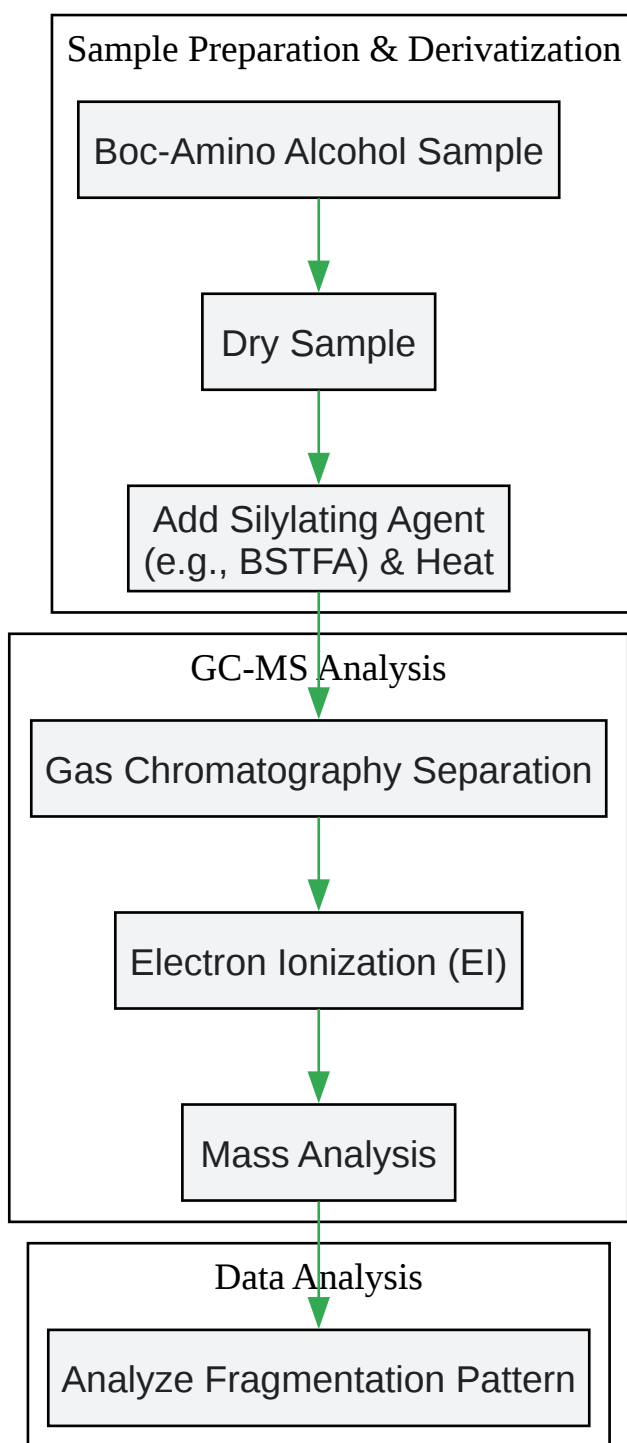 Sample Preparation & Derivatization
Boc-Amino Alcohol Sample
Dry Sample
Add Silylating Agent
(e.g., BSTFA) & Heat
GC-MS Analysis
Gas Chromatography Separation
Electron Ionization (EI)
Mass Analysis
Data Analysis
Analyze Fragmentation Pattern